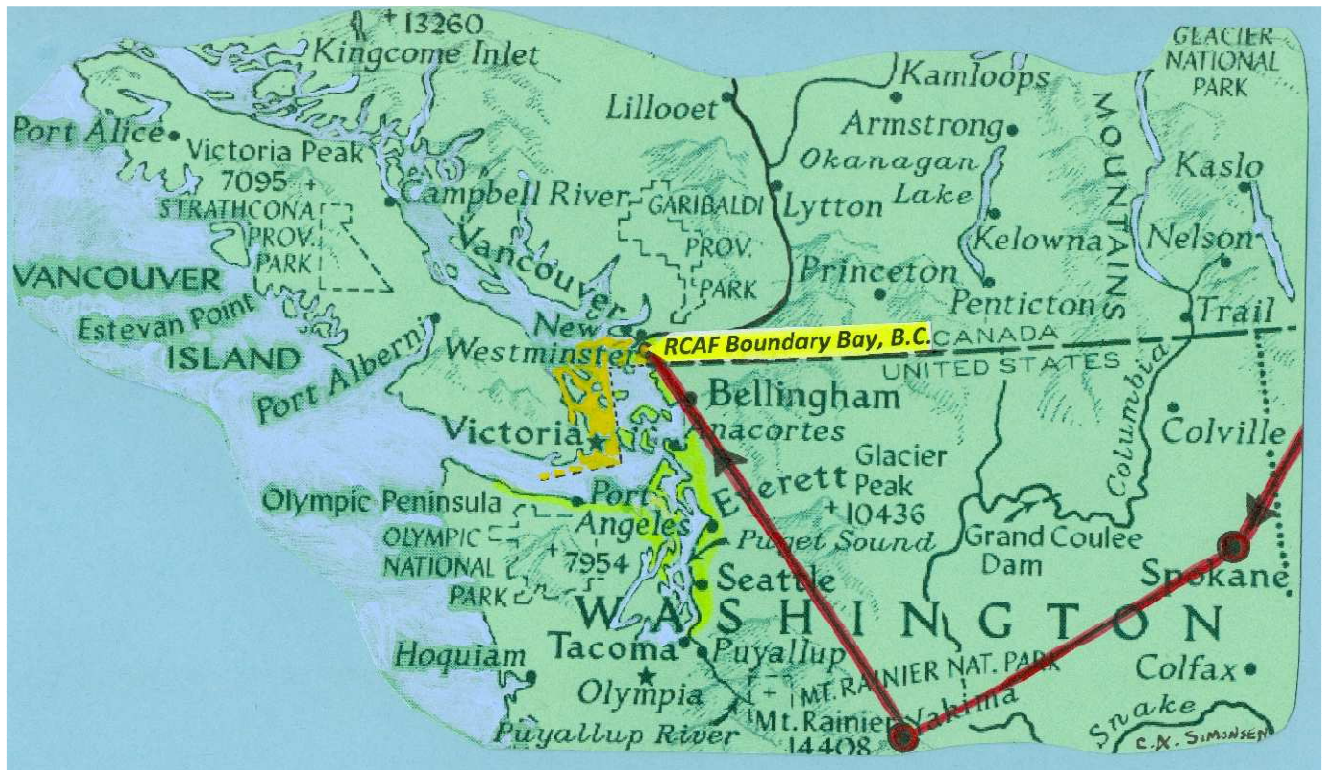 + 13260
Kingcome Inlet
GLACIER
NATIONAL
PARK
Kamloops
Lillooet
MOUNTAINS
Port Alice
Armstrong
Victoria Peak
7095 +
Okanagan
Lake
Kaslo
Campbell River
STRATHCONA
PROV.
PARK
GARIBALDI
PROV.
PARK
Lytton
Vancouver
Kelowna
Nelson
VANCOUVER
ISLAND
Princeton
Penticton
Estevan Point
Trail
New
Westminster
RCAF Boundary Bay, B.C.
CANADA
UNITED STATES
Port Alberni
Bellingham
Columbia
Victoria
Anacortes
Colville
Glacier
Peak
+ 10436
Everett
Olympic Peninsula
Port
Angeles
OLYMPIC
NATIONAL
PARK
+ 7954
Puget Sound
Grand Coulee
Dam
Seattle
Spokane
WASHINGTON
Hoquiam
Tacoma
Puyallup
MT. RAINIER NAT. PARK
Colfax
Olympia
Mt. Rainier
14408
Yakima
Puyallup River
Snake
C.X. SIMONSEN